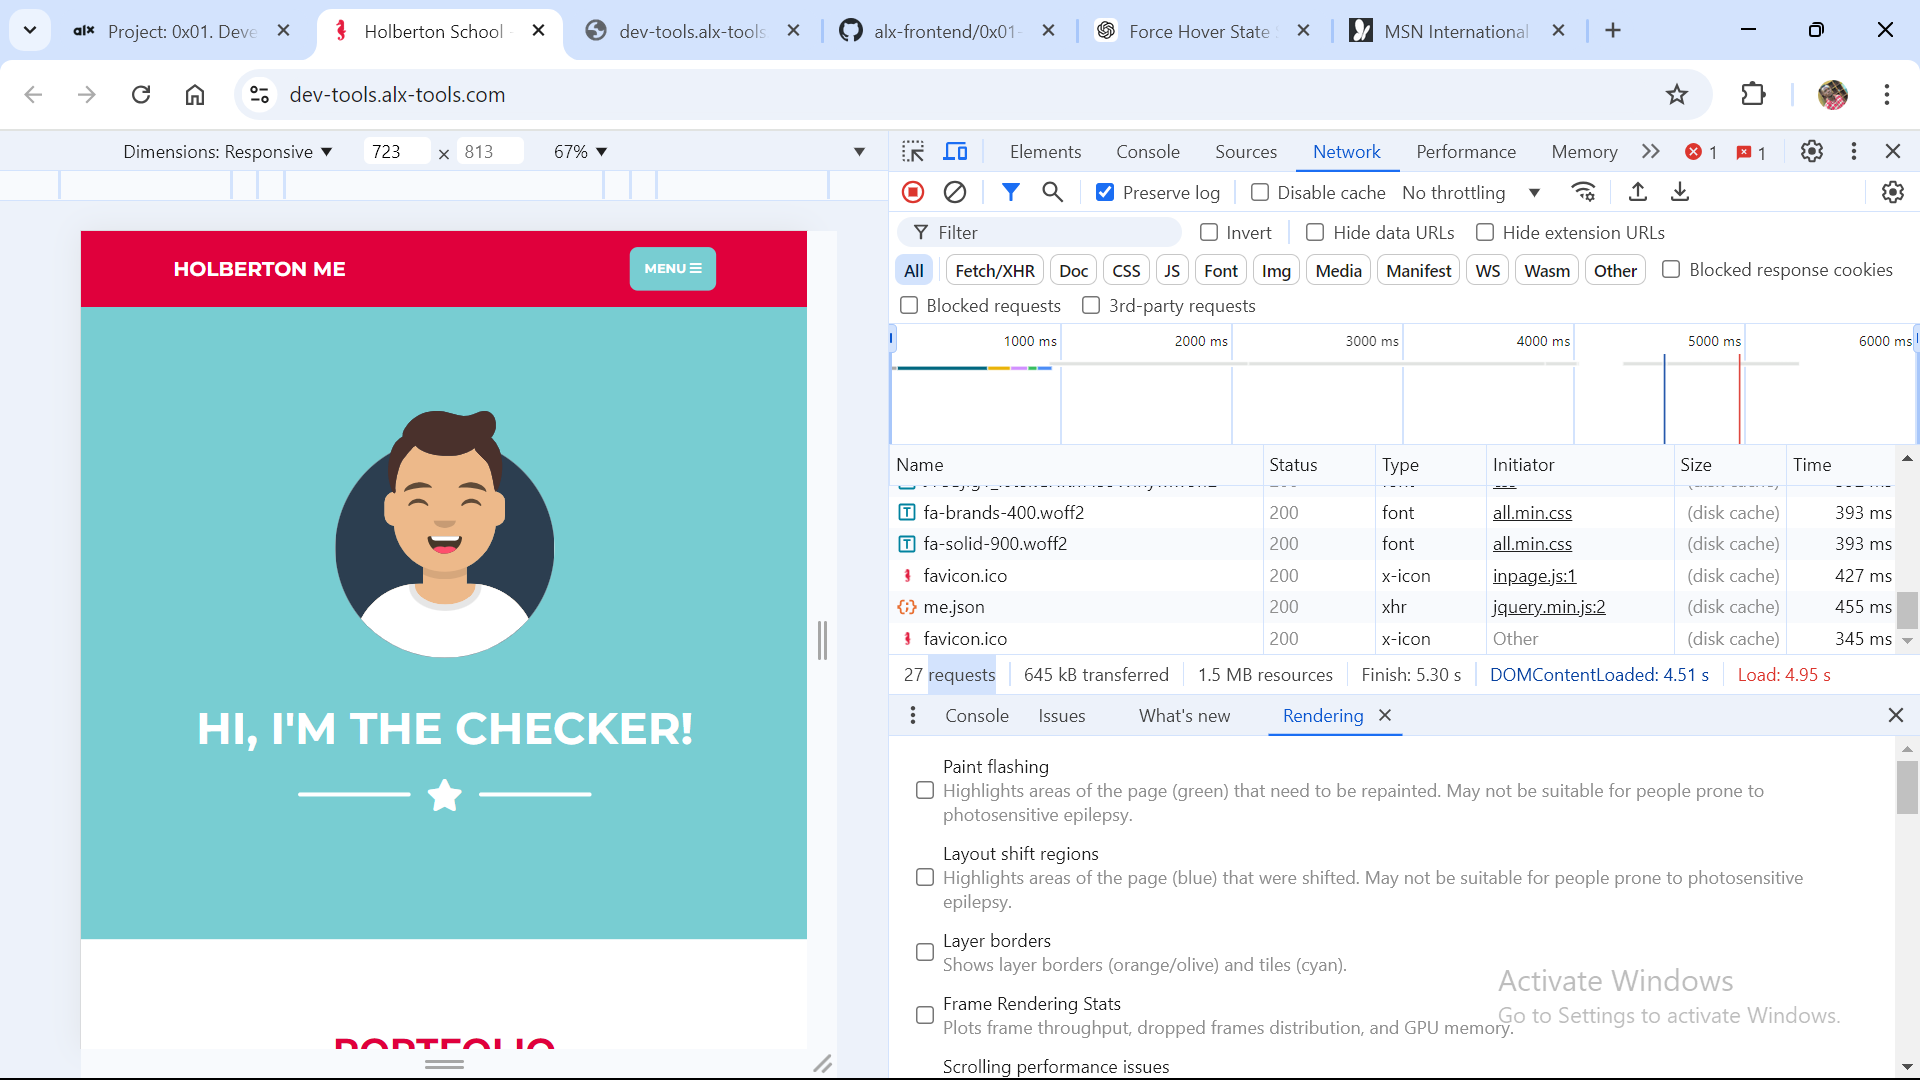 alx Project: 0x01. Deve
Holberton School -
dev-tools.alx-tools
alx-frontend/0x01-
Force Hover State
MSN International
dev-tools.alx-tools.com
Dimensions: Responsive ▼ 723 × 813 67% ▼
Elements Console Sources Network Performance Memory 1 1
Preserve log Disable cache No throttling
Filter Invert Hide data URLs Hide extension URLs
All Fetch/XHR Doc CSS JS Font Img Media Manifest WS Wasm Other Blocked response cookies
Blocked requests 3rd-party requests
1000 ms 2000 ms 3000 ms 4000 ms 5000 ms 6000 ms
Name Status Type Initiator Size Time
fa-brands-400.woff2 200 font all.min.css (disk cache) 393 ms
fa-solid-900.woff2 200 font all.min.css (disk cache) 393 ms
favicon.ico 200 x-icon inpage.js:1 (disk cache) 427 ms
me.json 200 xhr jquery.min.js:2 (disk cache) 455 ms
favicon.ico 200 x-icon Other (disk cache) 345 ms
27 requests 645 kB transferred 1.5 MB resources Finish: 5.30 s DOMContentLoaded: 4.51 s Load: 4.95 s
Console Issues What's new Rendering
Paint flashing
Highlights areas of the page (green) that need to be repainted. May not be suitable for people prone to
photosensitive epilepsy.
Layout shift regions
Highlights areas of the page (blue) that were shifted. May not be suitable for people prone to photosensitive
epilepsy.
Layer borders
Shows layer borders (orange/olive) and tiles (cyan).
Frame Rendering Stats
Plots frame throughput, dropped frames distribution, and GPU memory.
Scrolling performance issues
Activate Windows
Go to Settings to activate Windows.
HOLBERTON ME
MENU
HI, I'M THE CHECKER!
PORTFOLIO